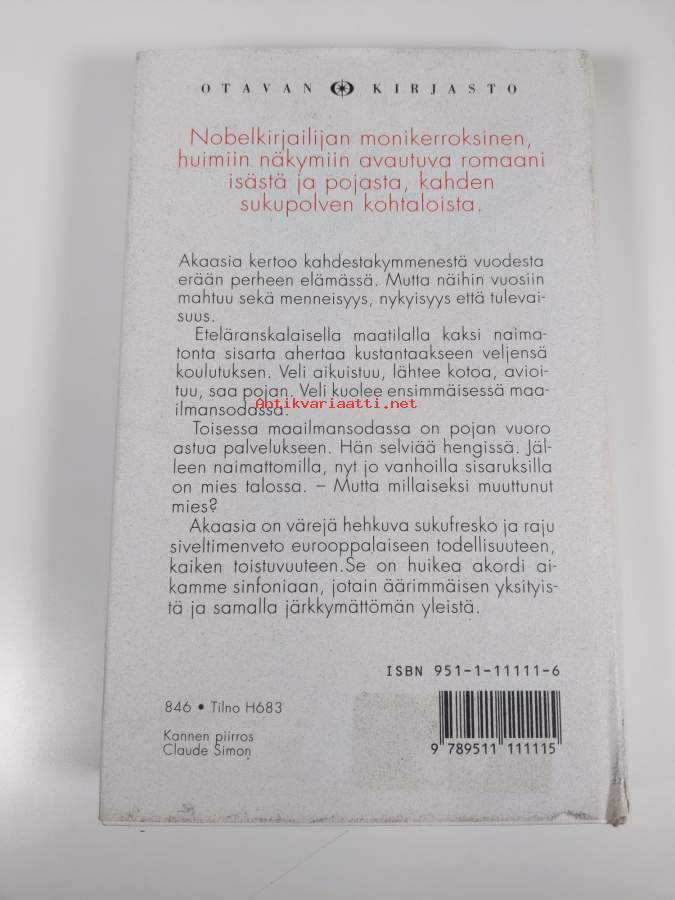 OTAVAN KIRJASTO
Nobelkirjailijan monikerroksinen,
huimiin näkymiin avautuva romaani
isästä ja pojasta, kahden
sukupolven kohtaloista.
Akaasia kertoo kahdestakymmenestä vuodesta
erään perheen elämässä. Mutta näihin vuosiin
mahtuu sekä menneisyys, nykyisyys että tulevai-
suus.
Eteläranskalaisella maatilalla kaksi naima-
tonta sisarta ahertaa kustantaakseen veljensä
koulutuksen. Veli aikuistuu, lähtee kotoa, avioi-
tuu, saa pojan. Veli kuolee ensimmäisessä maa-
ilmansodassa.
Antikvariaatti.net
Toisessa maailmansodassa on pojan vuoro
astua palvelukseen. Hän selviää hengissä. Jäl-
leen naimattomilla, nyt jo vanhoilla sisaruksilla
on mies talossa. – Mutta millaiseksi muuttunut
mies?
Akaasia on värejä hehkuva sukufresko ja raju
siveltimenveto eurooppalaiseen todellisuuteen,
kaiken toistuvuuteen.Se on huikea akordi ai-
kamme sinfoniaan, jotain äärimmäisen yksityis-
tä ja samalla järkkymättömän yleistä.
ISBN 951-1-11111-6
846 • Tilno H683
Kannen piirros
Claude Simon
9 789511 111115